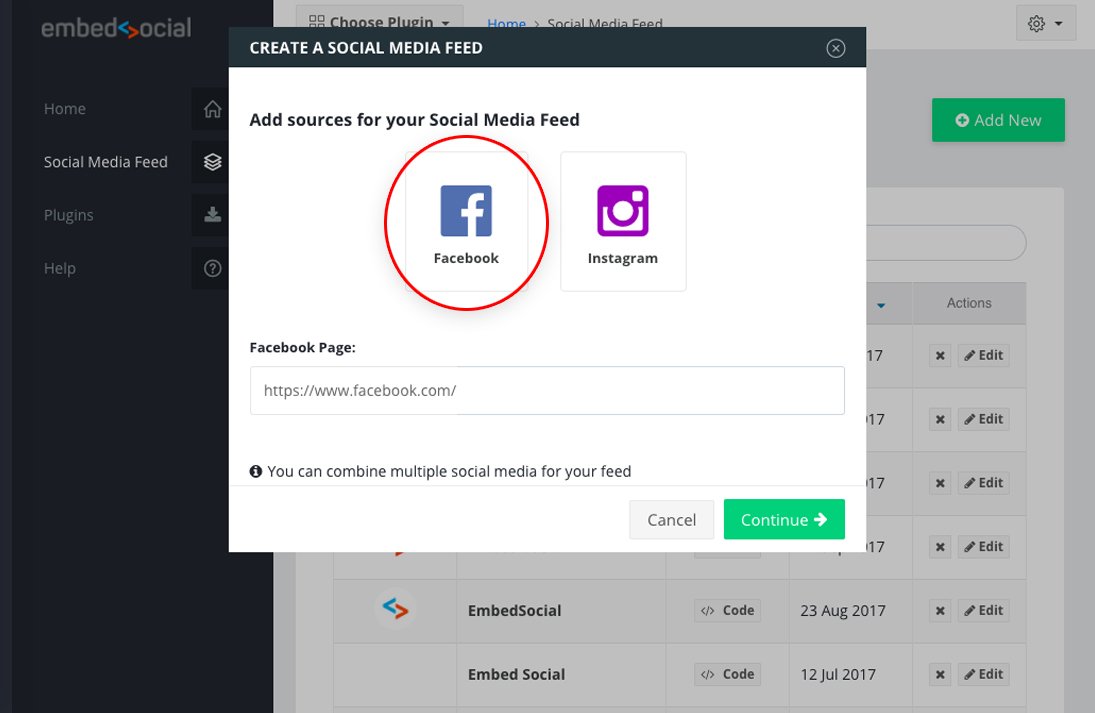 embedSocial
Choose Plugin
Home > Social Media Feed
CREATE A SOCIAL MEDIA FEED
Home
Social Media Feed
Plugins
Help
Add New
Add sources for your Social Media Feed
Facebook
Instagram
Facebook Page:
https://www.facebook.com/
You can combine multiple social media for your feed
Cancel
Continue
Actions
17
Edit
17
Edit
17
Edit
17
Edit
EmbedSocial
</> Code
23 Aug 2017
Edit
Embed Social
</> Code
12 Jul 2017
Edit